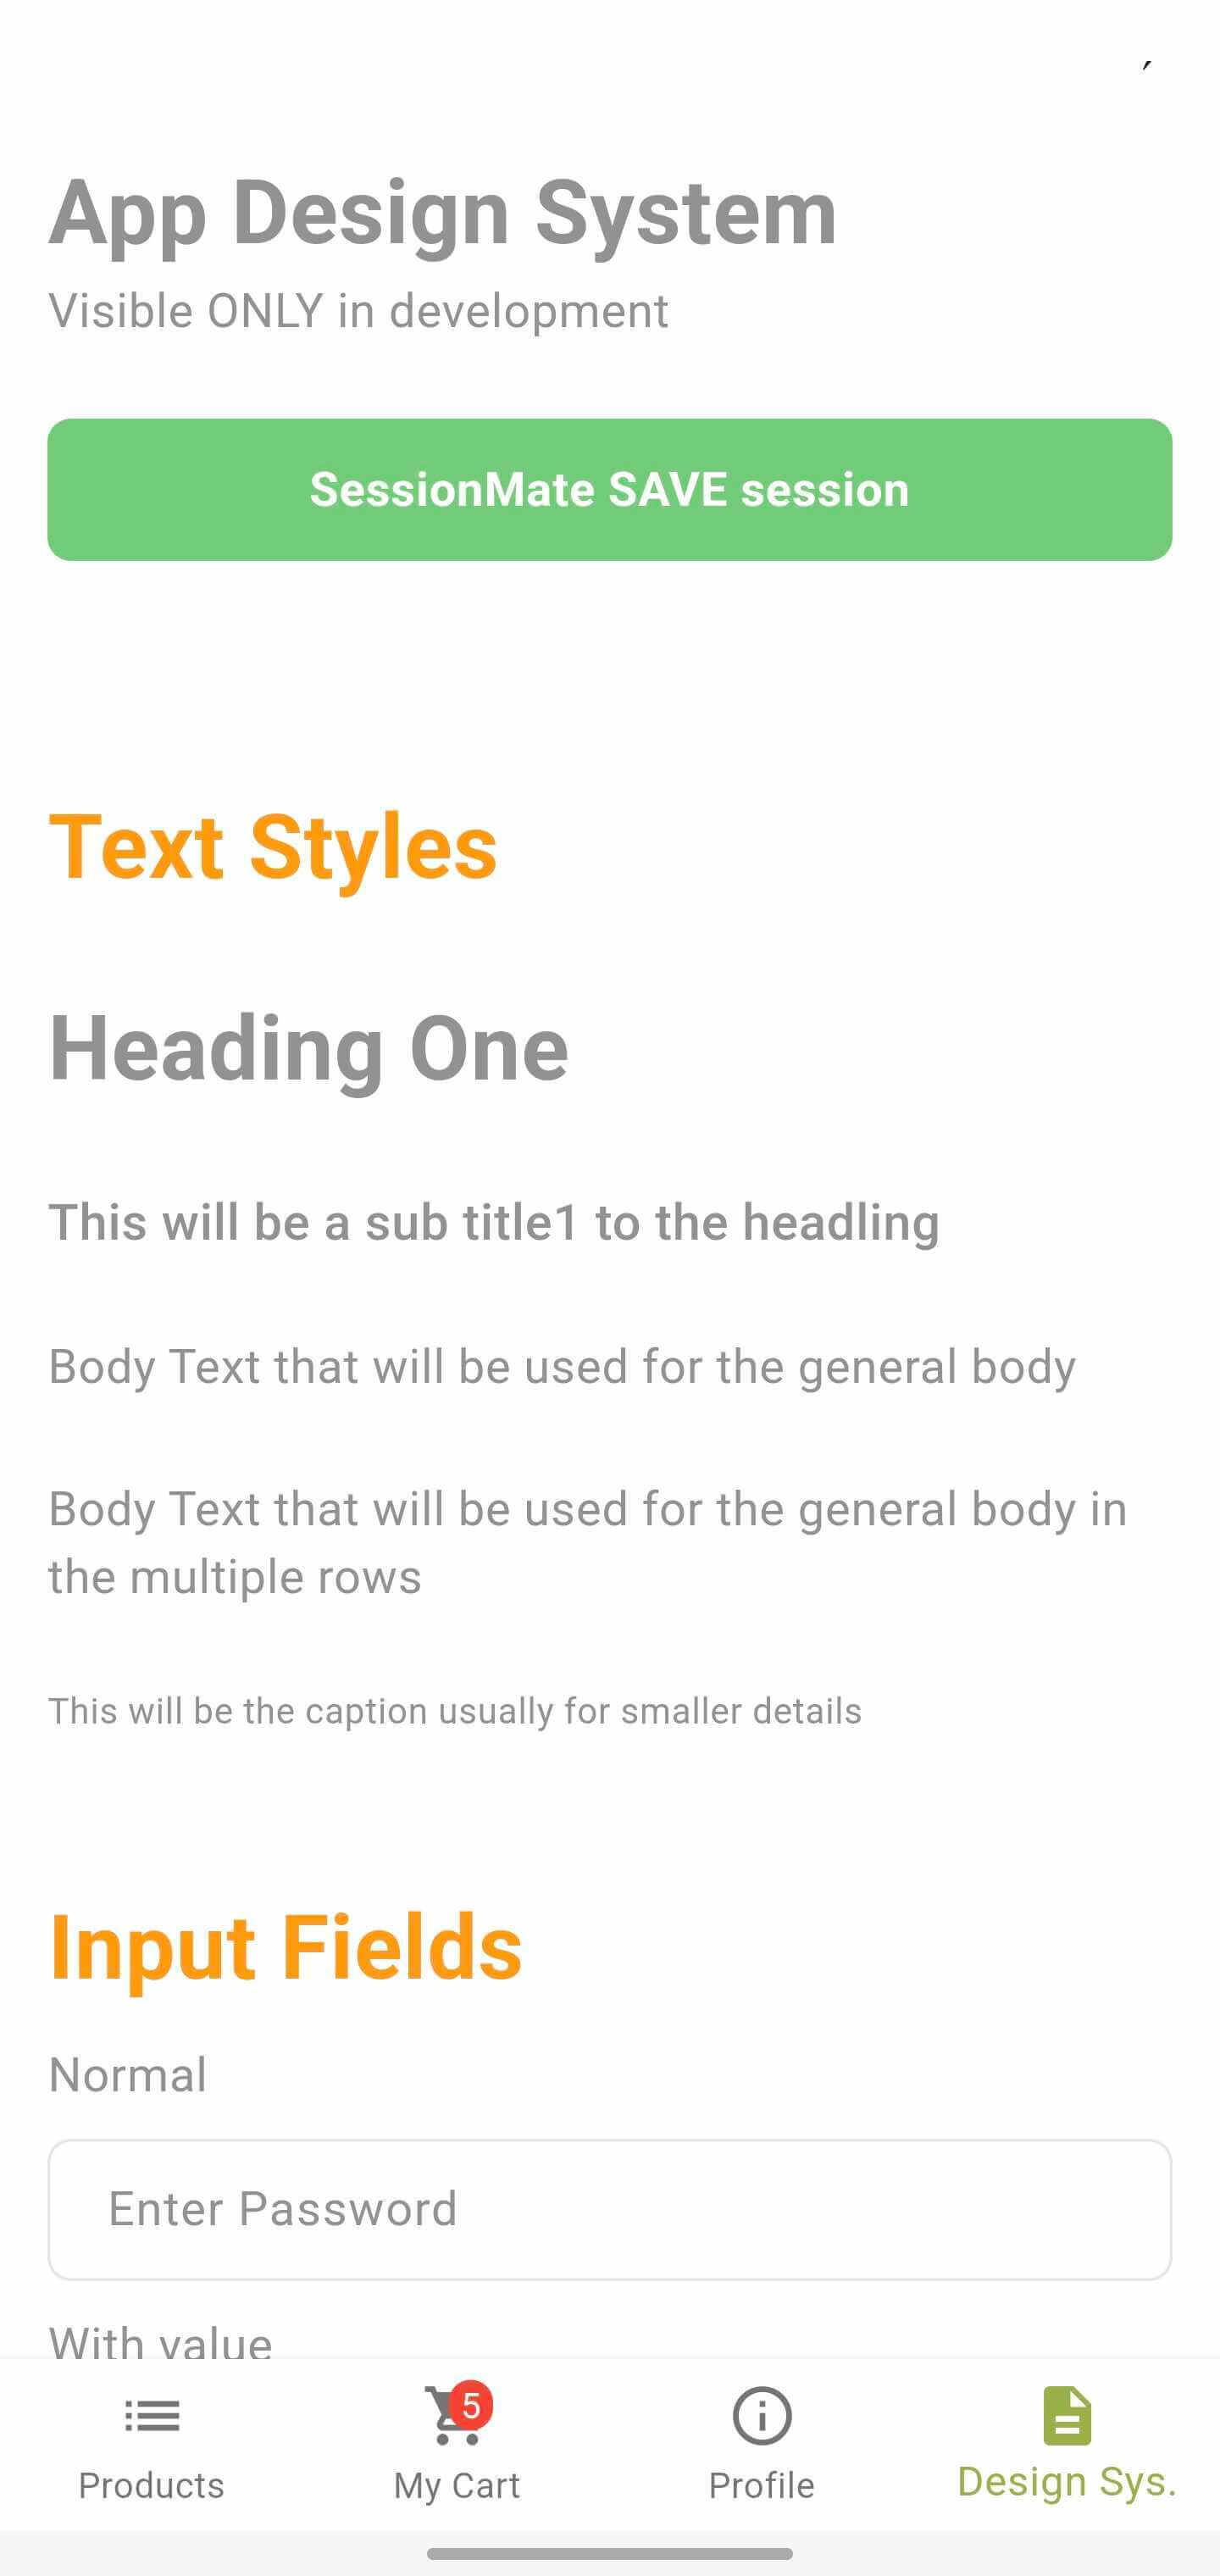 App Design System
Visible ONLY in development
SessionMate SAVE session
Text Styles
Heading One
This will be a sub title1 to the headling
Body Text that will be used for the general body
Body Text that will be used for the general body in
the multiple rows
This will be the caption usually for smaller details
Input Fields
Normal
Enter Password
With value
5
Products
My Cart
Profile
Design Sys.